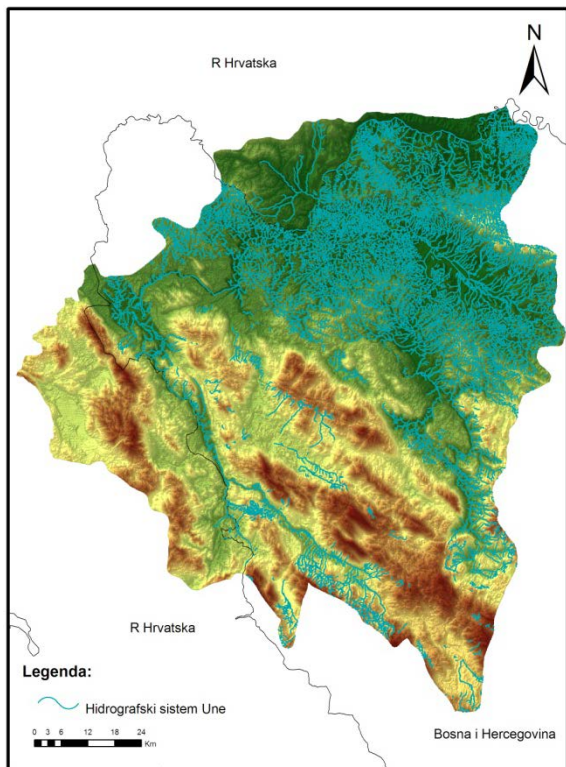 N
R Hrvatska
R Hrvatska
Legenda:
Hidrografski sistem Une
0 3 6 12 18 24
Km
Bosna i Hercegovina